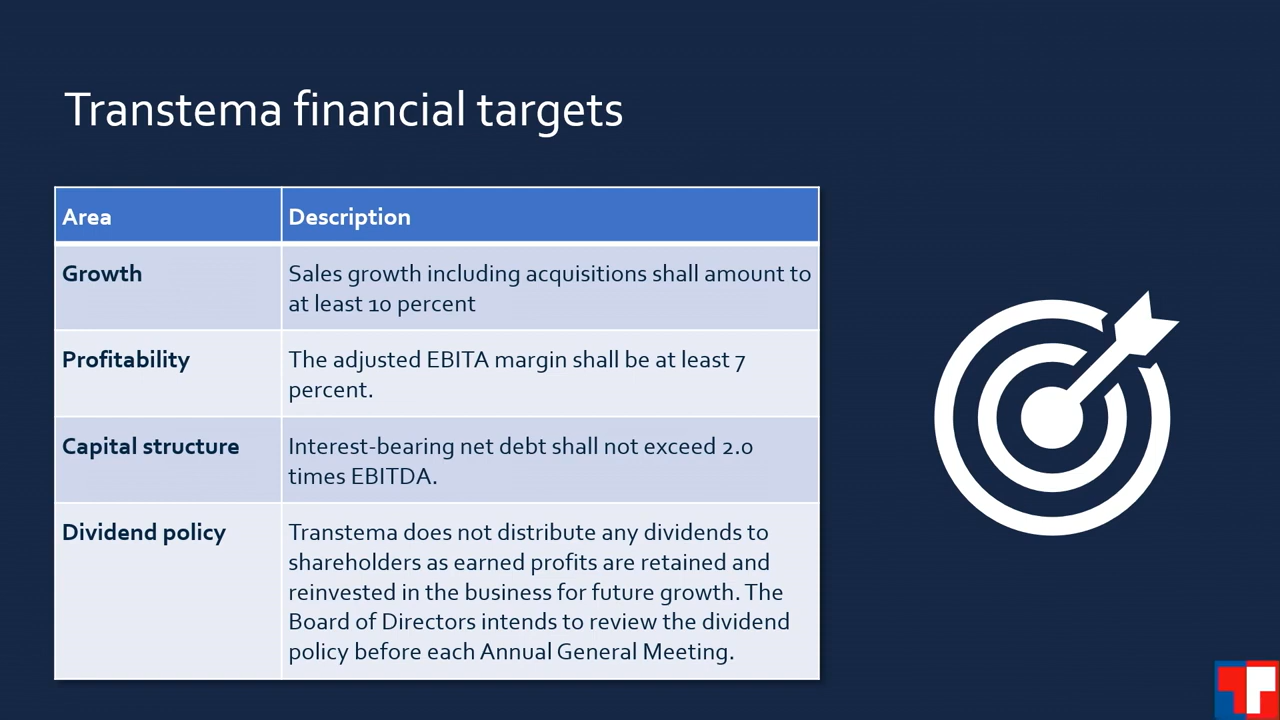 Transtema financial targets
Area
Description
Growth
Sales growth including acquisitions shall amount to
at least 10 percent
Profitability
The adjusted EBITA margin shall be at least 7
percent.
Capital structure
Interest-bearing net debt shall not exceed 2.0
times EBITDA.
Dividend policy
Transtema does not distribute any dividends to
shareholders as earned profits are retained and
reinvested in the business for future growth. The
Board of Directors intends to review the dividend
policy before each Annual General Meeting.